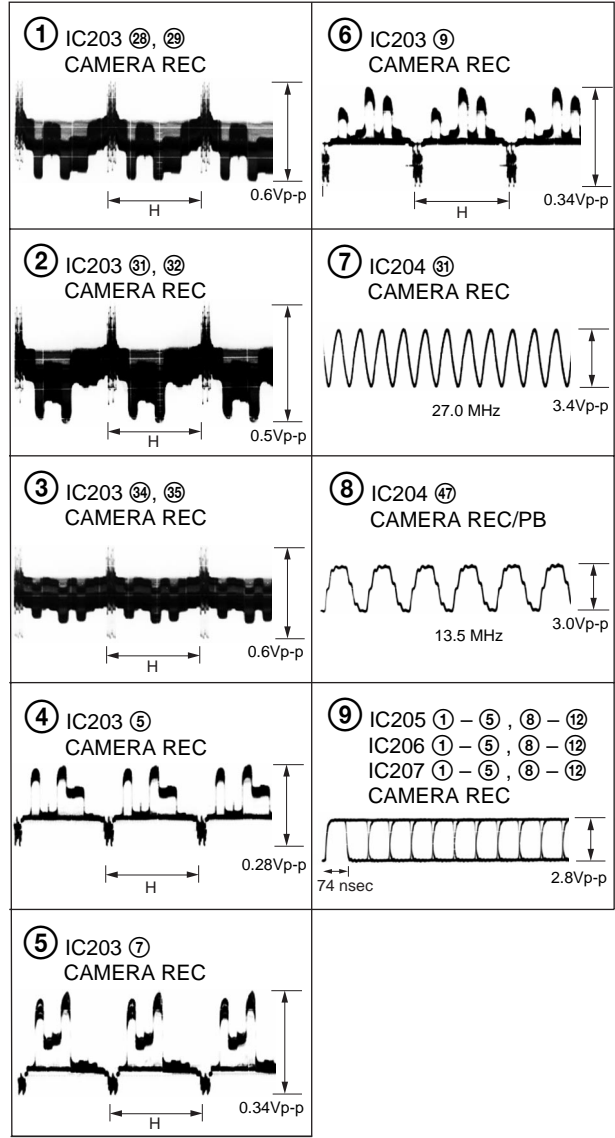 ① IC203 ㉘, ㉙
CAMERA REC
0.6Vp-p
H
② IC203 ㉛, ㉜
CAMERA REC
H
0.5Vp-p
③ IC203 ㉞, ㉟
CAMERA REC
0.6Vp-p
H
④ IC203 ⑤
CAMERA REC
0.28Vp-p
H
⑤ IC203 ⑦
CAMERA REC
0.34Vp-p
H
⑥ IC203 ⑨
CAMERA REC
0.34Vp-p
H
⑦ IC204 ㉛
CAMERA REC
27.0 MHz
3.4Vp-p
⑧ IC204 ㊼
CAMERA REC/PB
13.5 MHz
3.0Vp-p
⑨ IC205 ① – ⑤ , ⑧ – ⑫
IC206 ① – ⑤ , ⑧ – ⑫
IC207 ① – ⑤ , ⑧ – ⑫
CAMERA REC
74 nsec
2.8Vp-p